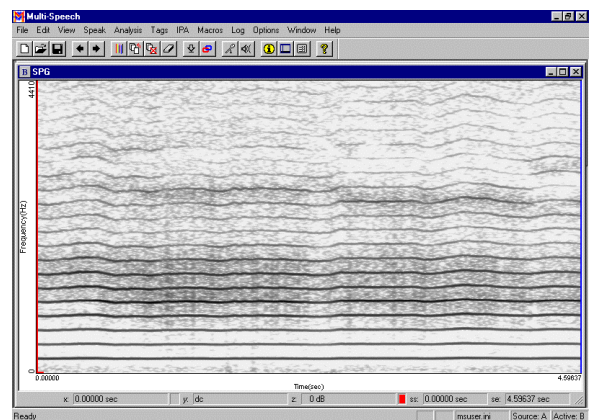 Multi-Speech
File Edit View Speak Analysis Tags IPA Macros Log Options Window Help
B SPG
4410
Frequency(Hz)
0
0.00000 4.59637
Time(sec)
x: 0.00000 sec y: dc z: 0 dB ss: 0.00000 sec se: 4.59637 sec
Ready msuser.ini Source: A Active: B